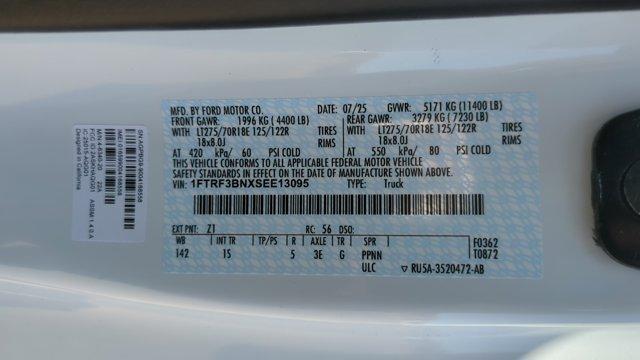 MFD. BY FORD MOTOR CO. DATE: 07/25 GVWR: 5171 KG (11400 LB)
FRONT GAWR: 1996 KG (4400 LB) REAR GAWR: 3279 KG (7230 LB)
WITH LT275/70R18E 125/122R TIRES WITH LT275/70R18E 125/122R TIRES
18x8.0J RIMS 18x8.0J RIMS
AT 420 kPa/ 60 PSI COLD AT 550 kPa/ 80 PSI COLD
THIS VEHICLE CONFORMS TO ALL APPLICABLE FEDERAL MOTOR VEHICLE
SAFETY STANDARDS IN EFFECT ON THE DATE OF MANUFACTURE SHOWN ABOVE.
VIN: 1FTRF3BNXSEE13095 TYPE: Truck
EXT PNT: Z1 RC: 56 DSO:
WB INT TR TP/PS R AXLE TR SPR F0362
142 1S 5 3E G PPNN T0872
ULC RU5A-3520472-AB
M/N
FCC ID
Designed in California